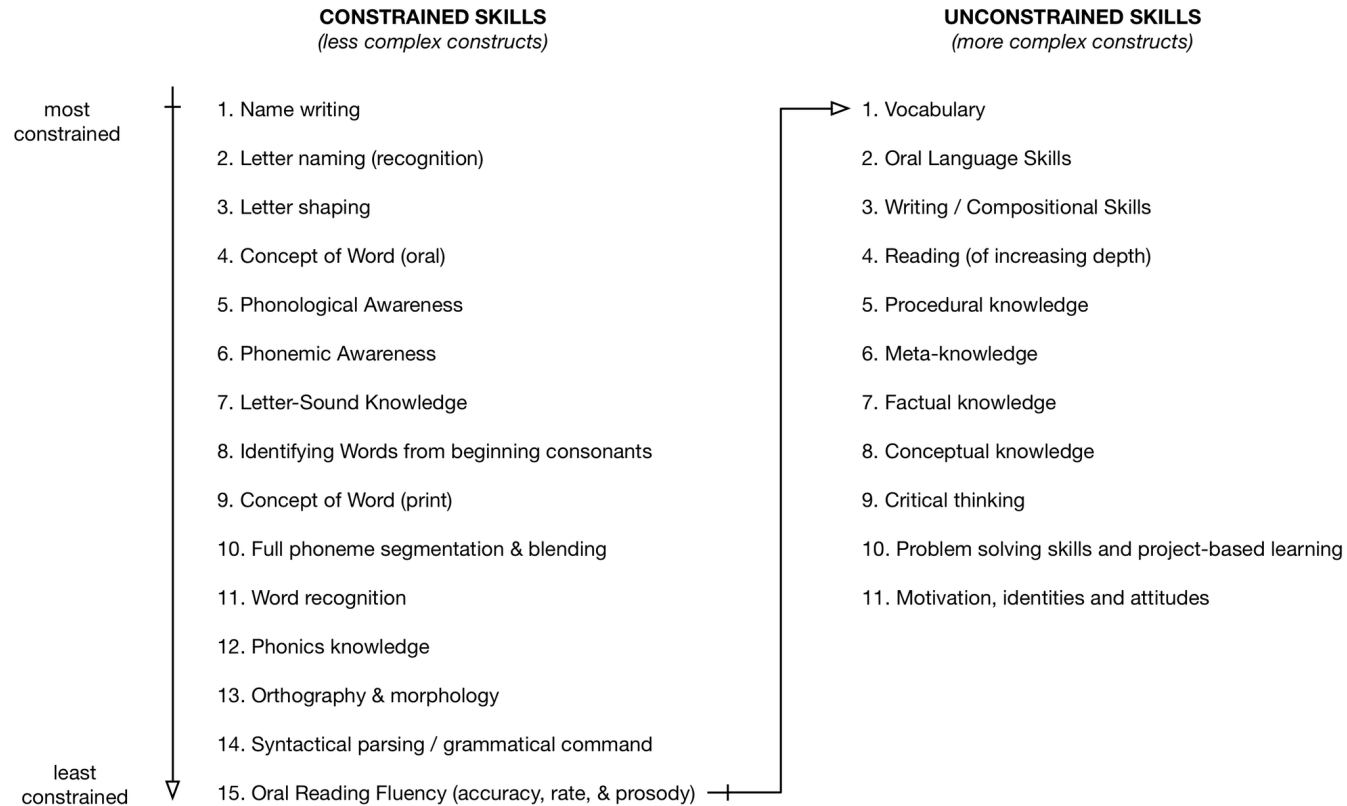 CONSTRAINED SKILLS
(less complex constructs)
most
constrained
1. Name writing
2. Letter naming (recognition)
3. Letter shaping
4. Concept of Word (oral)
5. Phonological Awareness
6. Phonemic Awareness
7. Letter-Sound Knowledge
8. Identifying Words from beginning consonants
9. Concept of Word (print)
10. Full phoneme segmentation & blending
11. Word recognition
12. Phonics knowledge
13. Orthography & morphology
14. Syntactical parsing / grammatical command
least
constrained
15. Oral Reading Fluency (accuracy, rate, & prosody)
UNCONSTRAINED SKILLS
(more complex constructs)
1. Vocabulary
2. Oral Language Skills
3. Writing / Compositional Skills
4. Reading (of increasing depth)
5. Procedural knowledge
6. Meta-knowledge
7. Factual knowledge
8. Conceptual knowledge
9. Critical thinking
10. Problem solving skills and project-based learning
11. Motivation, identities and attitudes